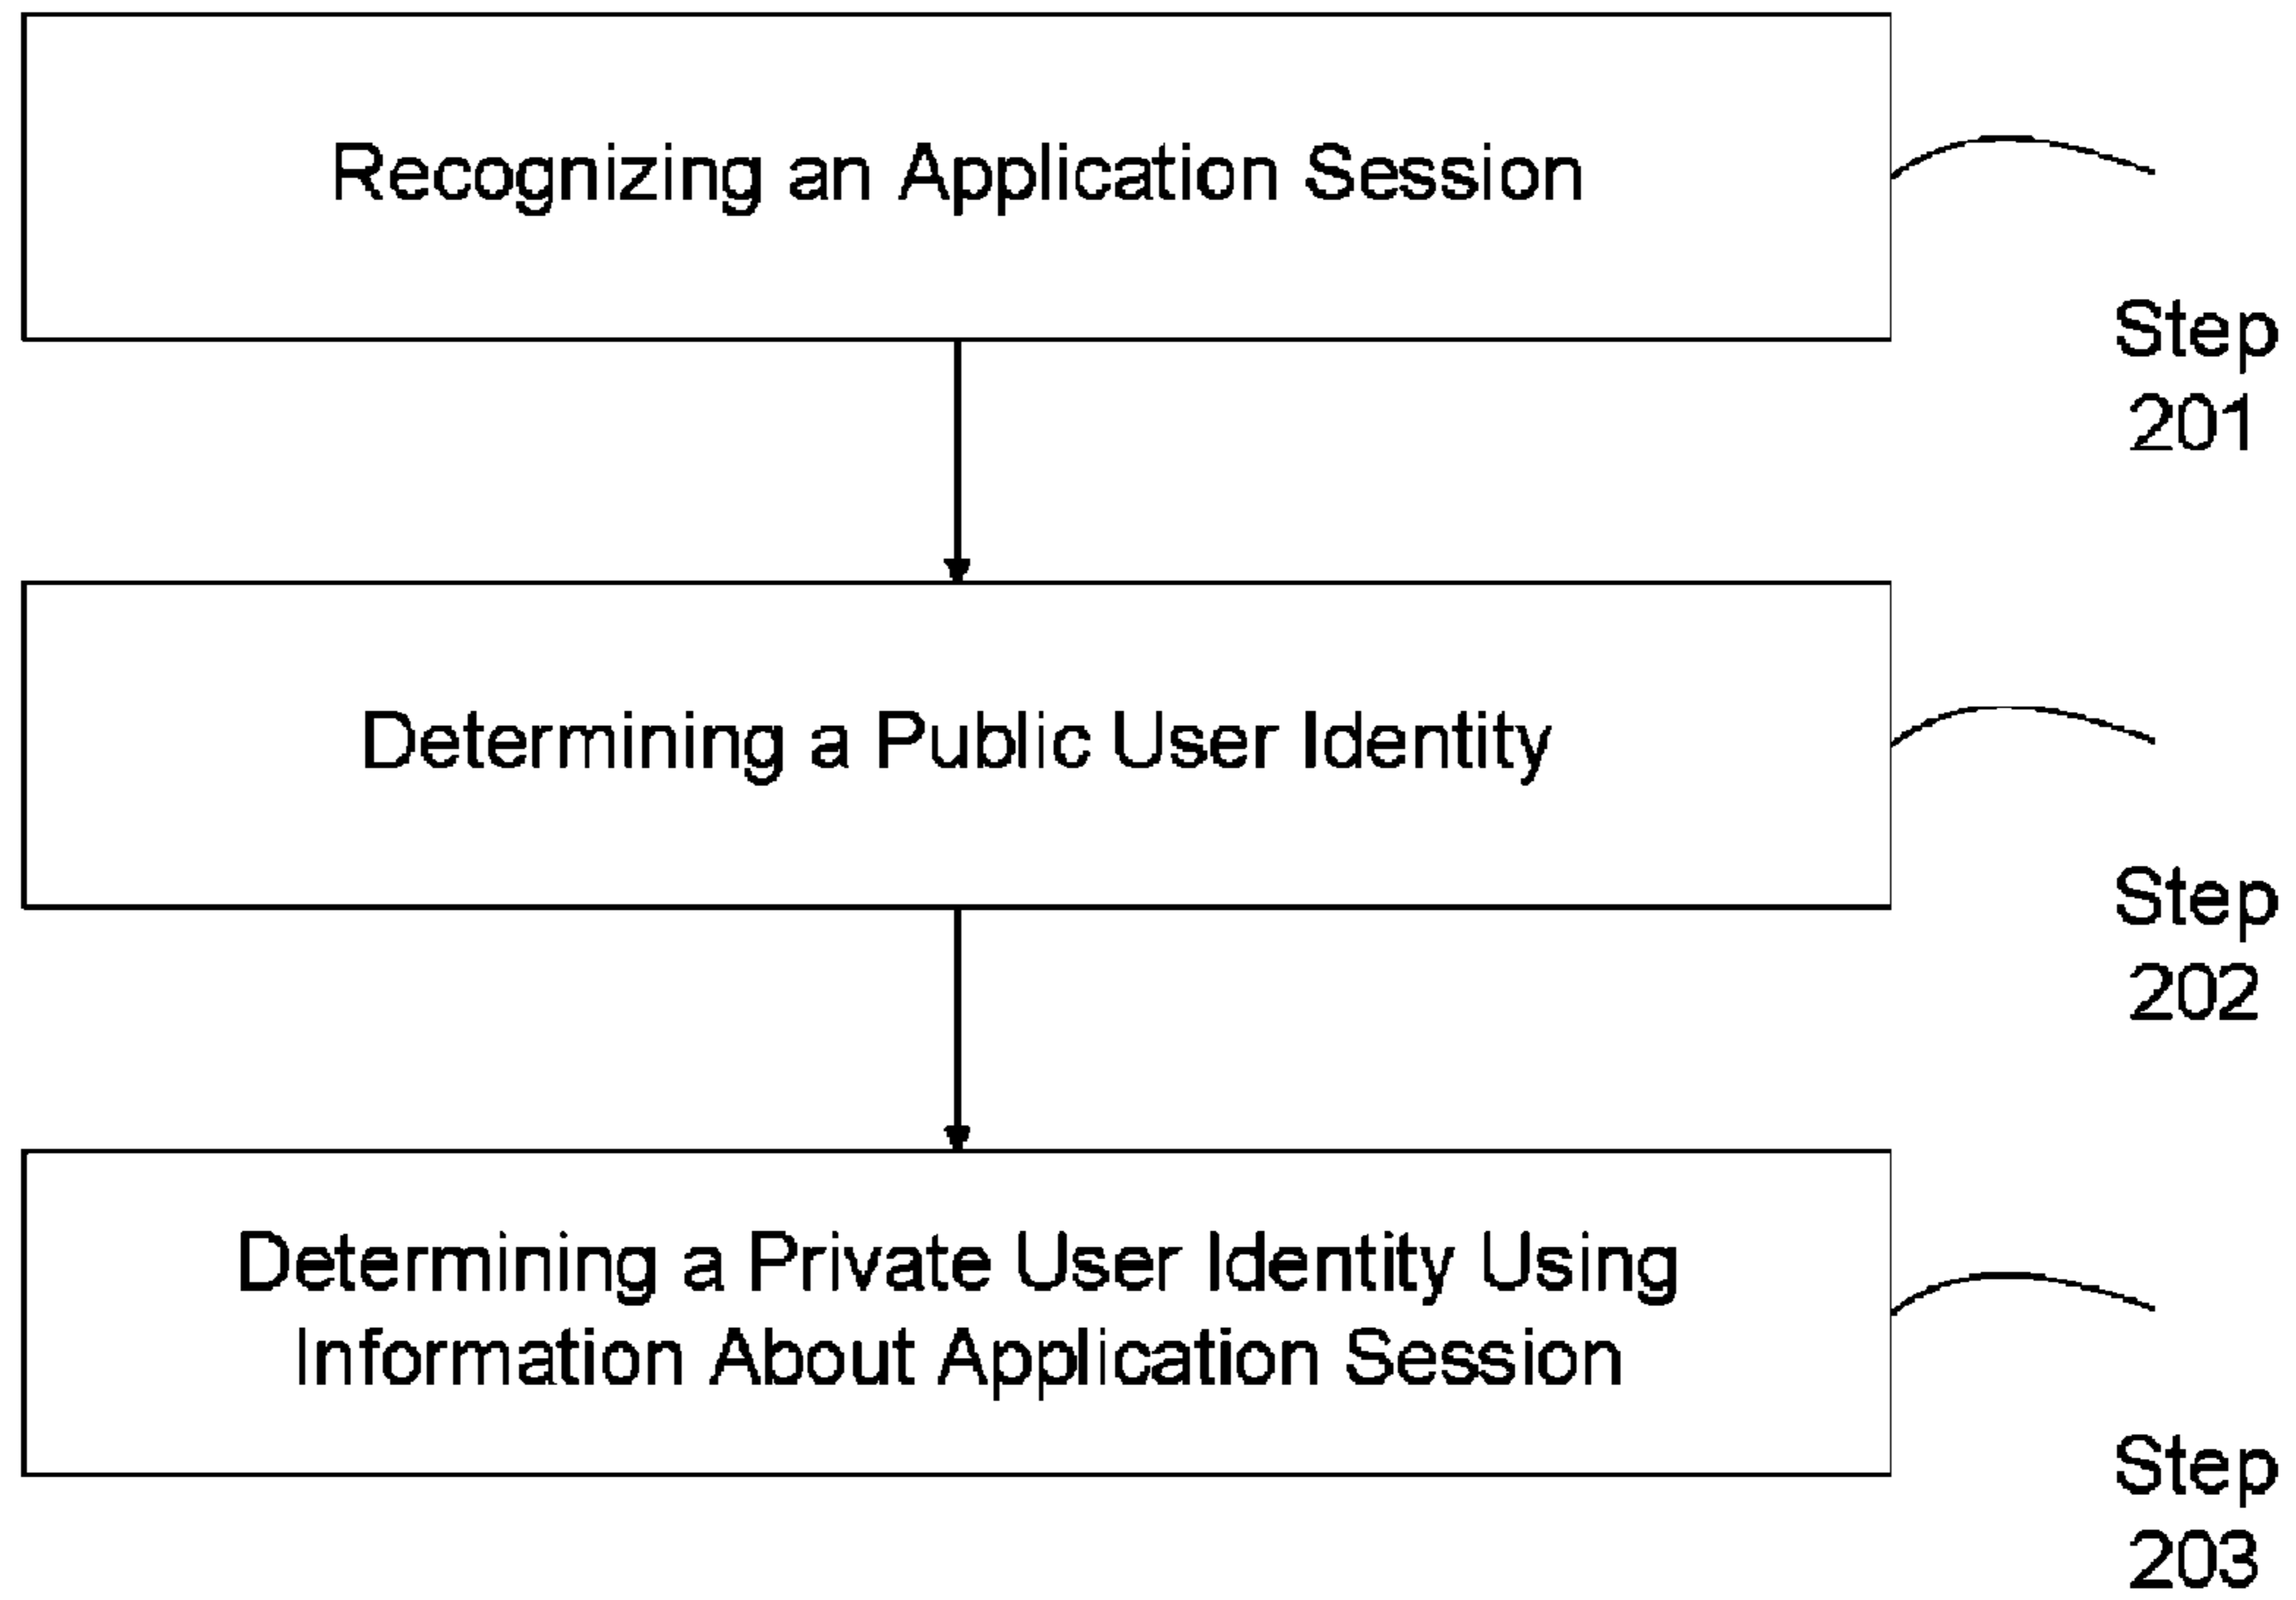 Recognizing an Application Session
Step
201
Determining a Public User Identity
Step
202
Determining a Private User Identity Using
Information About Application Session
Step
203